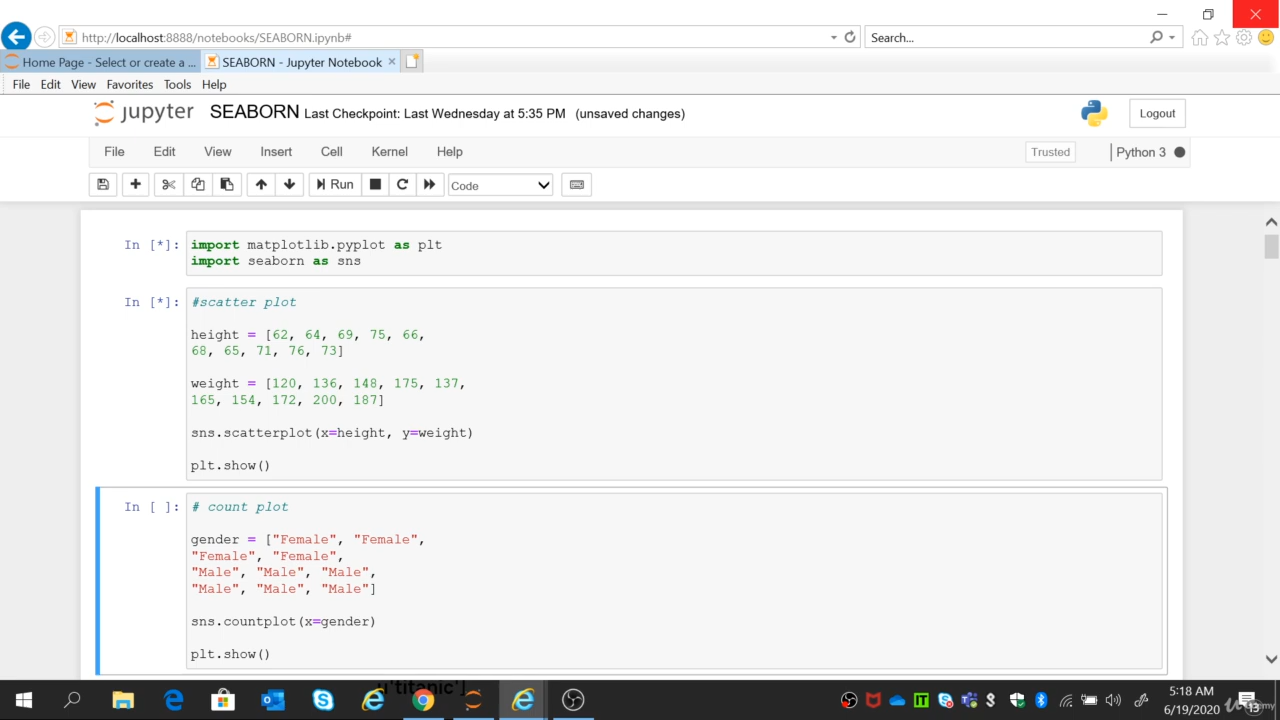 http://localhost:8888/notebooks/SEABORN.ipynb#
Search...
Home Page - Select or create a ...
SEABORN - Jupyter Notebook
File Edit View Favorites Tools Help
jupyter SEABORN Last Checkpoint: Last Wednesday at 5:35 PM (unsaved changes)
Logout
File Edit View Insert Cell Kernel Help
Trusted
Python 3
Run
Code
In [*]: import matplotlib.pyplot as plt
import seaborn as sns
In [*]: #scatter plot
height = [62, 64, 69, 75, 66,
68, 65, 71, 76, 73]
weight = [120, 136, 148, 175, 137,
165, 154, 172, 200, 187]
sns.scatterplot(x=height, y=weight)
plt.show()
In [ ]: # count plot
gender = ["Female", "Female",
"Female", "Female",
"Male", "Male", "Male",
"Male", "Male", "Male"]
sns.countplot(x=gender)
plt.show()
u'titanic']
5:18 AM
6/19/2020
13